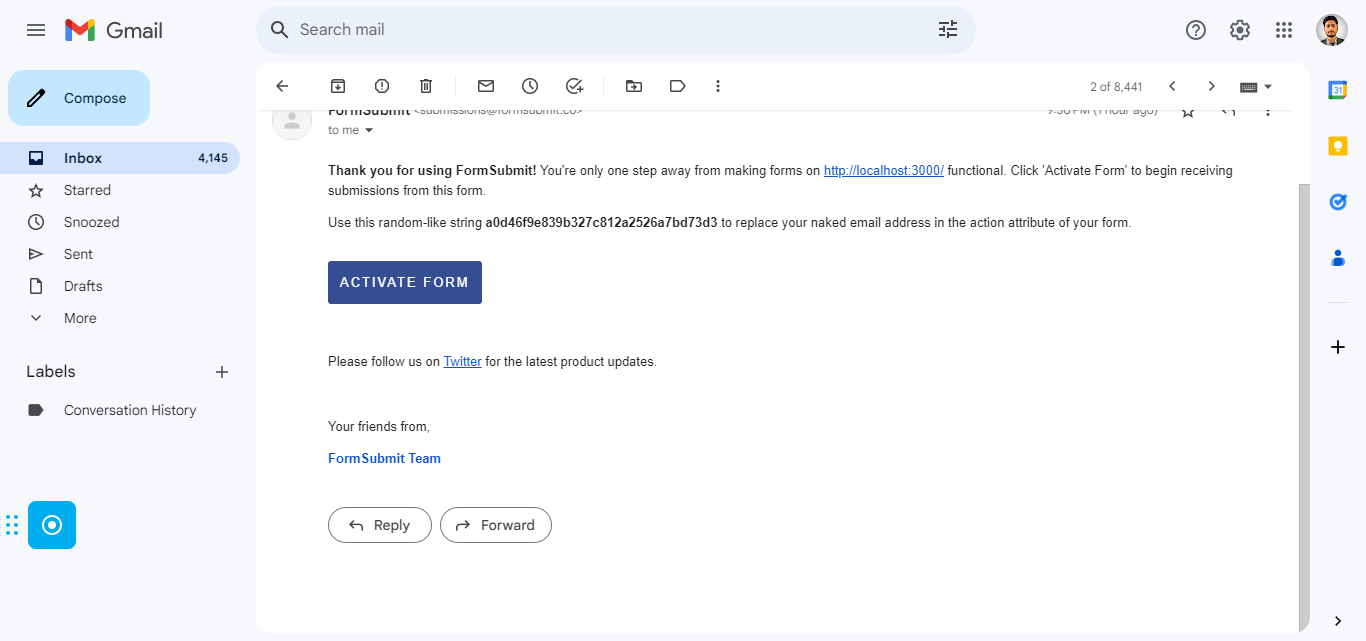 Gmail
Search mail
Compose
2 of 8,441
FormSubmit <submissions@formsubmit.co>
9:30 PM (1 hour ago)
to me
Inbox 4,145
Starred
Snoozed
Sent
Drafts
More
Labels
Conversation History
Thank you for using FormSubmit! You're only one step away from making forms on http://localhost:3000/ functional. Click 'Activate Form' to begin receiving
submissions from this form.
Use this random-like string a0d46f9e839b327c812a2526a7bd73d3 to replace your naked email address in the action attribute of your form.
ACTIVATE FORM
Please follow us on Twitter for the latest product updates.
Your friends from,
FormSubmit Team
Reply
Forward
31